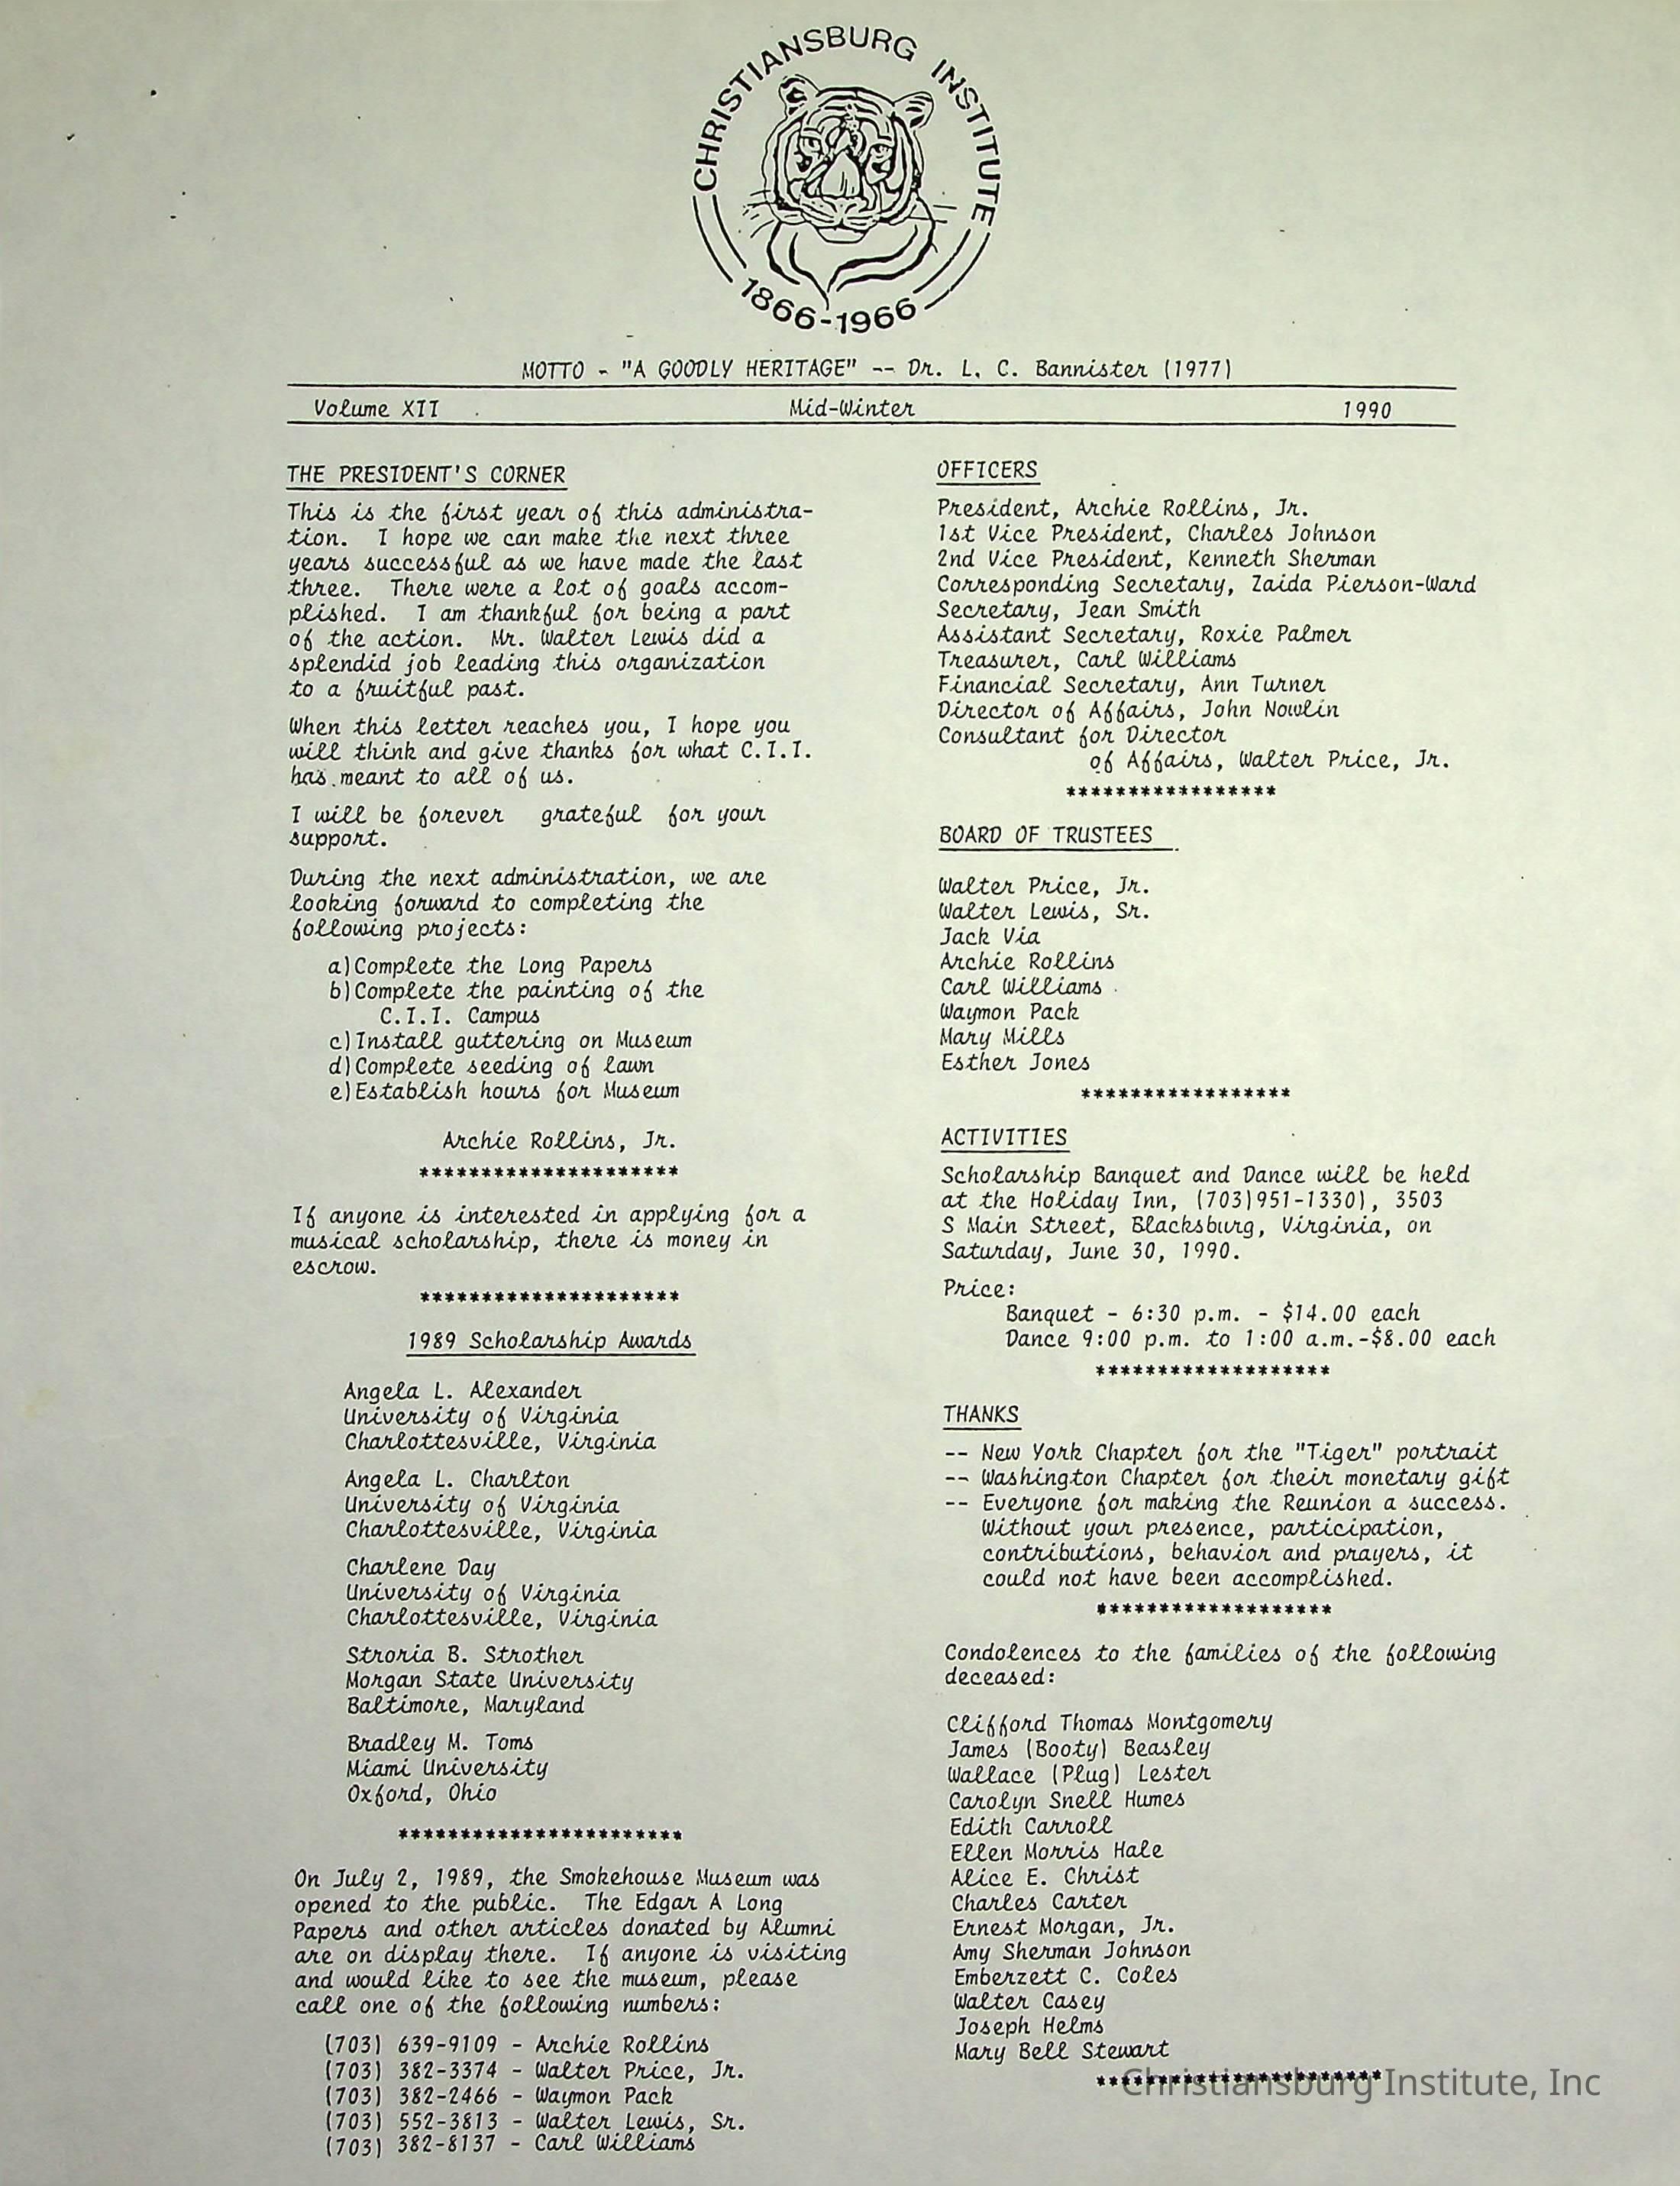 CHRISTIANSBURG INSTITUTE
1866-1966
MOTTO - "A GOODLY HERITAGE" -- Dr. L. C. Bannister (1977)
Volume XII Mid-Winter 1990
THE PRESIDENT'S CORNER
This is the first year of this administra-
tion. I hope we can make the next three
years successful as we have made the last
three. There were a lot of goals accom-
plished. I am thankful for being a part
of the action. Mr. Walter Lewis did a
splendid job leading this organization
to a fruitful past.
When this letter reaches you, I hope you
will think and give thanks for what C.I.I.
has meant to all of us.
I will be forever grateful for your
support.
During the next administration, we are
looking forward to completing the
following projects:
a)Complete the Long Papers
b)Complete the painting of the
C.I.I. Campus
c)Install guttering on Museum
d)Complete seeding of lawn
e)Establish hours for Museum
Archie Rollins, Jr.
*********************
If anyone is interested in applying for a
musical scholarship, there is money in
escrow.
*********************
1989 Scholarship Awards
Angela L. Alexander
University of Virginia
Charlottesville, Virginia
Angela L. Charlton
University of Virginia
Charlottesville, Virginia
Charlene Day
University of Virginia
Charlottesville, Virginia
Stroria B. Strother
Morgan State University
Baltimore, Maryland
Bradley M. Toms
Miami University
Oxford, Ohio
***********************
On July 2, 1989, the Smokehouse Museum was
opened to the public. The Edgar A Long
Papers and other articles donated by Alumni
are on display there. If anyone is visiting
and would like to see the museum, please
call one of the following numbers:
(703) 639-9109 - Archie Rollins
(703) 382-3374 - Walter Price, Jr.
(703) 382-2466 - Waymon Pack
(703) 552-3813 - Walter Lewis, Sr.
(703) 382-8137 - Carl Williams
OFFICERS
President, Archie Rollins, Jr.
1st Vice President, Charles Johnson
2nd Vice President, Kenneth Sherman
Corresponding Secretary, Zaida Pierson-Ward
Secretary, Jean Smith
Assistant Secretary, Roxie Palmer
Treasurer, Carl Williams
Financial Secretary, Ann Turner
Director of Affairs, John Nowlin
Consultant for Director
of Affairs, Walter Price, Jr.
*****************
BOARD OF TRUSTEES
Walter Price, Jr.
Walter Lewis, Sr.
Jack Via
Archie Rollins
Carl Williams
Waymon Pack
Mary Mills
Esther Jones
*****************
ACTIVITIES
Scholarship Banquet and Dance will be held
at the Holiday Inn, (703)951-1330), 3503
S Main Street, Blacksburg, Virginia, on
Saturday, June 30, 1990.
Price:
Banquet - 6:30 p.m. - $14.00 each
Dance 9:00 p.m. to 1:00 a.m.-$8.00 each
*******************
THANKS
-- New York Chapter for the "Tiger" portrait
-- Washington Chapter for their monetary gift
-- Everyone for making the Reunion a success.
Without your presence, participation,
contributions, behavior and prayers, it
could not have been accomplished.
*******************
Condolences to the families of the following
deceased:
Clifford Thomas Montgomery
James (Booty) Beasley
Wallace (Plug) Lester
Carolyn Snell Humes
Edith Carroll
Ellen Morris Hale
Alice E. Christ
Charles Carter
Ernest Morgan, Jr.
Amy Sherman Johnson
Emberzett C. Coles
Walter Casey
Joseph Helms
Mary Bell Stewart
***********************
Christiansburg Institute, Inc